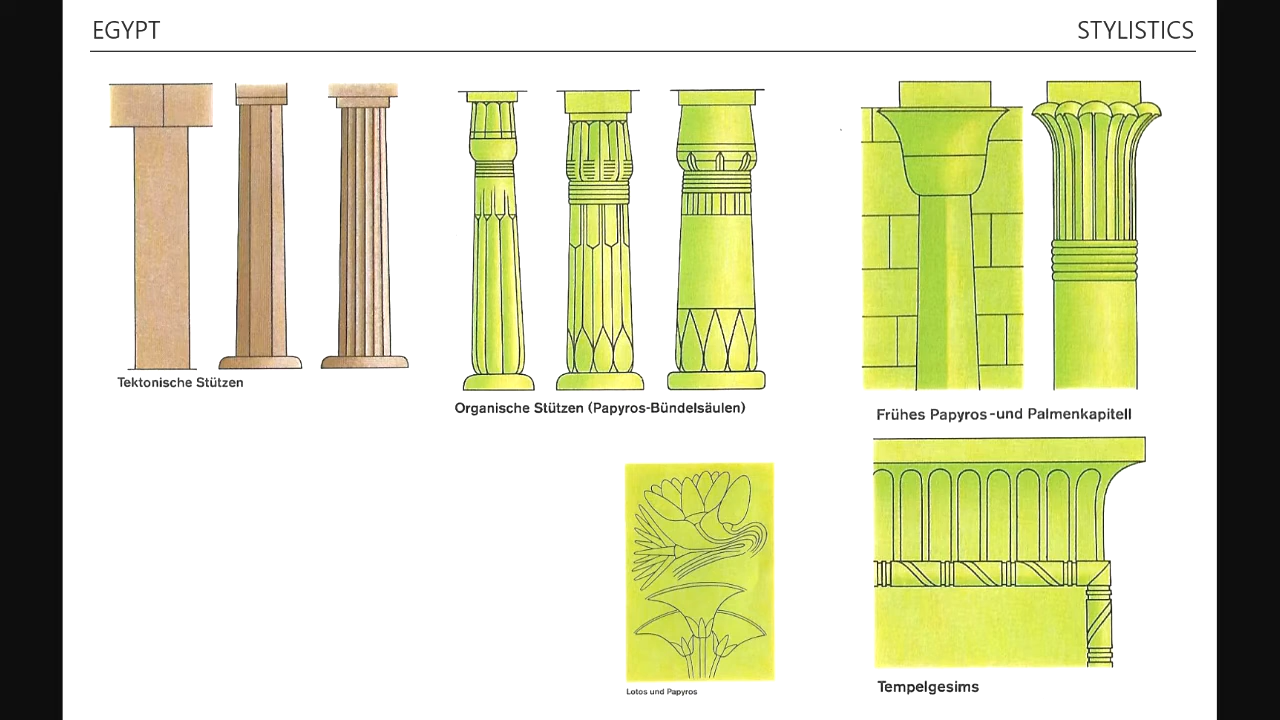 EGYPT
STYLISTICS
Tektonische Stützen
Organische Stützen (Papyros-Bündelsäulen)
Frühes Papyros-und Palmenkapitell
Lotos und Papyros
Tempelgesims